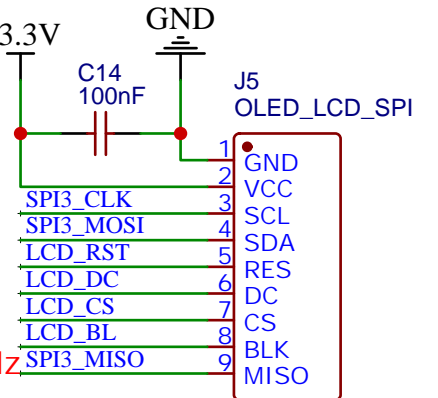 3.3V
GND
C14
100nF
J5
OLED_LCD_SPI
1 GND
2 VCC
SPI3_CLK 3 SCL
SPI3_MOSI 4 SDA
LCD_RST 5 RES
LCD_DC 6 DC
LCD_CS 7 CS
LCD_BL 8 BLK
SPI3_MISO 9 MISO